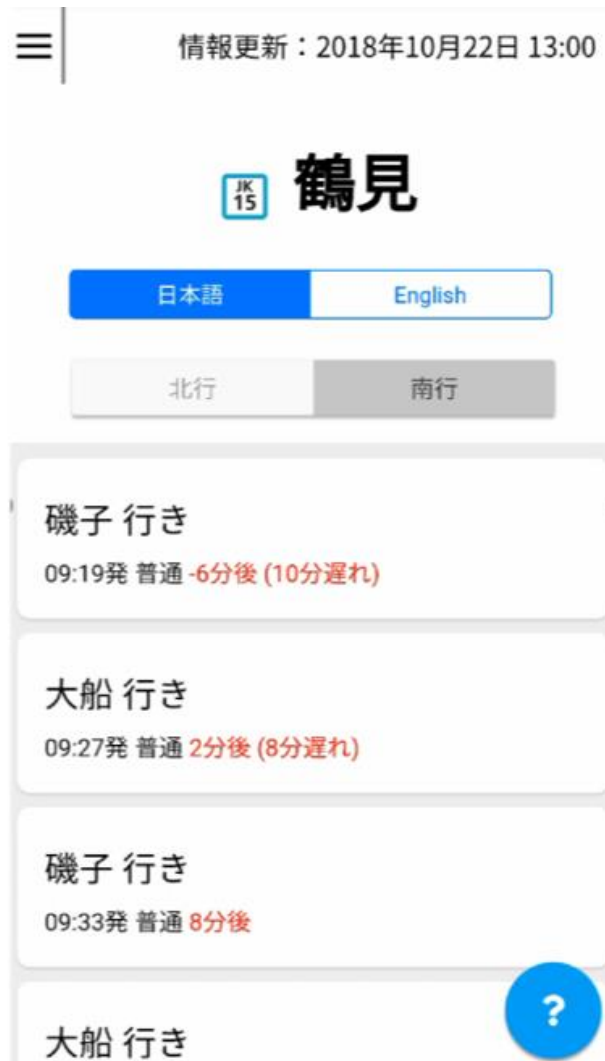 情報更新：2018年10月22日 13:00
JK
15
鶴見
日本語 English
北行 南行
磯子 行き
09:19発 普通 -6分後 (10分遅れ)
大船 行き
09:27発 普通 2分後 (8分遅れ)
磯子 行き
09:33発 普通 8分後
?
大船 行き